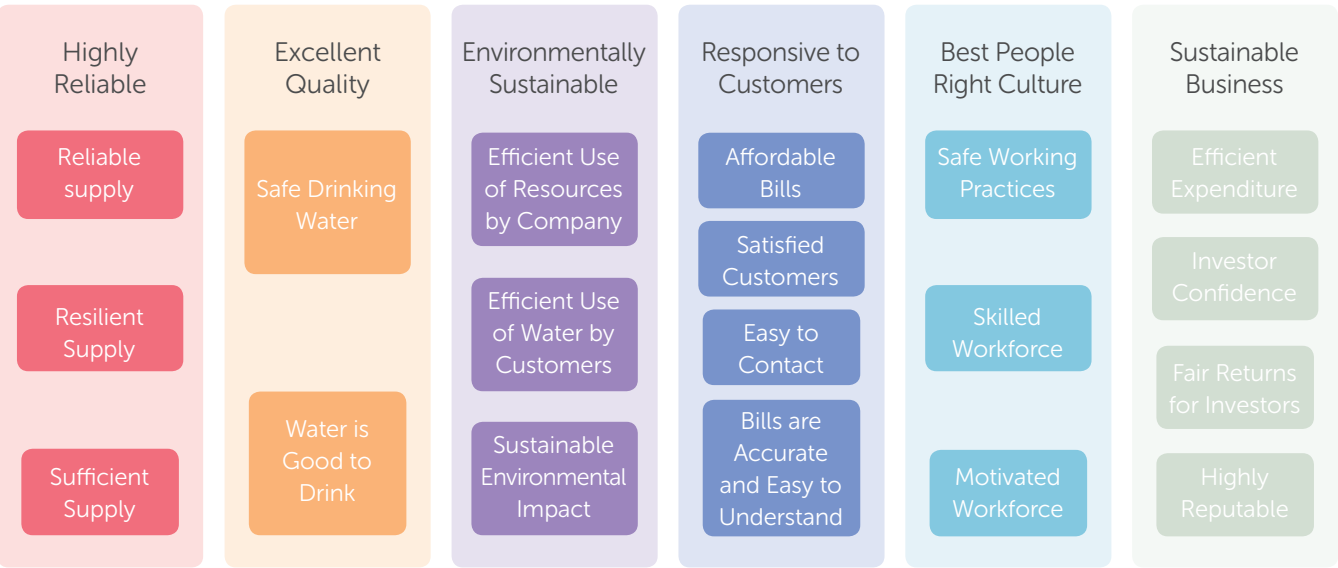 Highly
Reliable
Reliable
supply
Resilient
Supply
Sufficient
Supply
Excellent
Quality
Safe Drinking
Water
Water is
Good to
Drink
Environmentally
Sustainable
Efficient Use
of Resources
by Company
Efficient Use
of Water by
Customers
Sustainable
Environmental
Impact
Responsive to
Customers
Affordable
Bills
Satisfied
Customers
Easy to
Contact
Bills are
Accurate
and Easy to
Understand
Best People
Right Culture
Safe Working
Practices
Skilled
Workforce
Motivated
Workforce
Sustainable
Business
Efficient
Expenditure
Investor
Confidence
Fair Returns
for Investors
Highly
Reputable